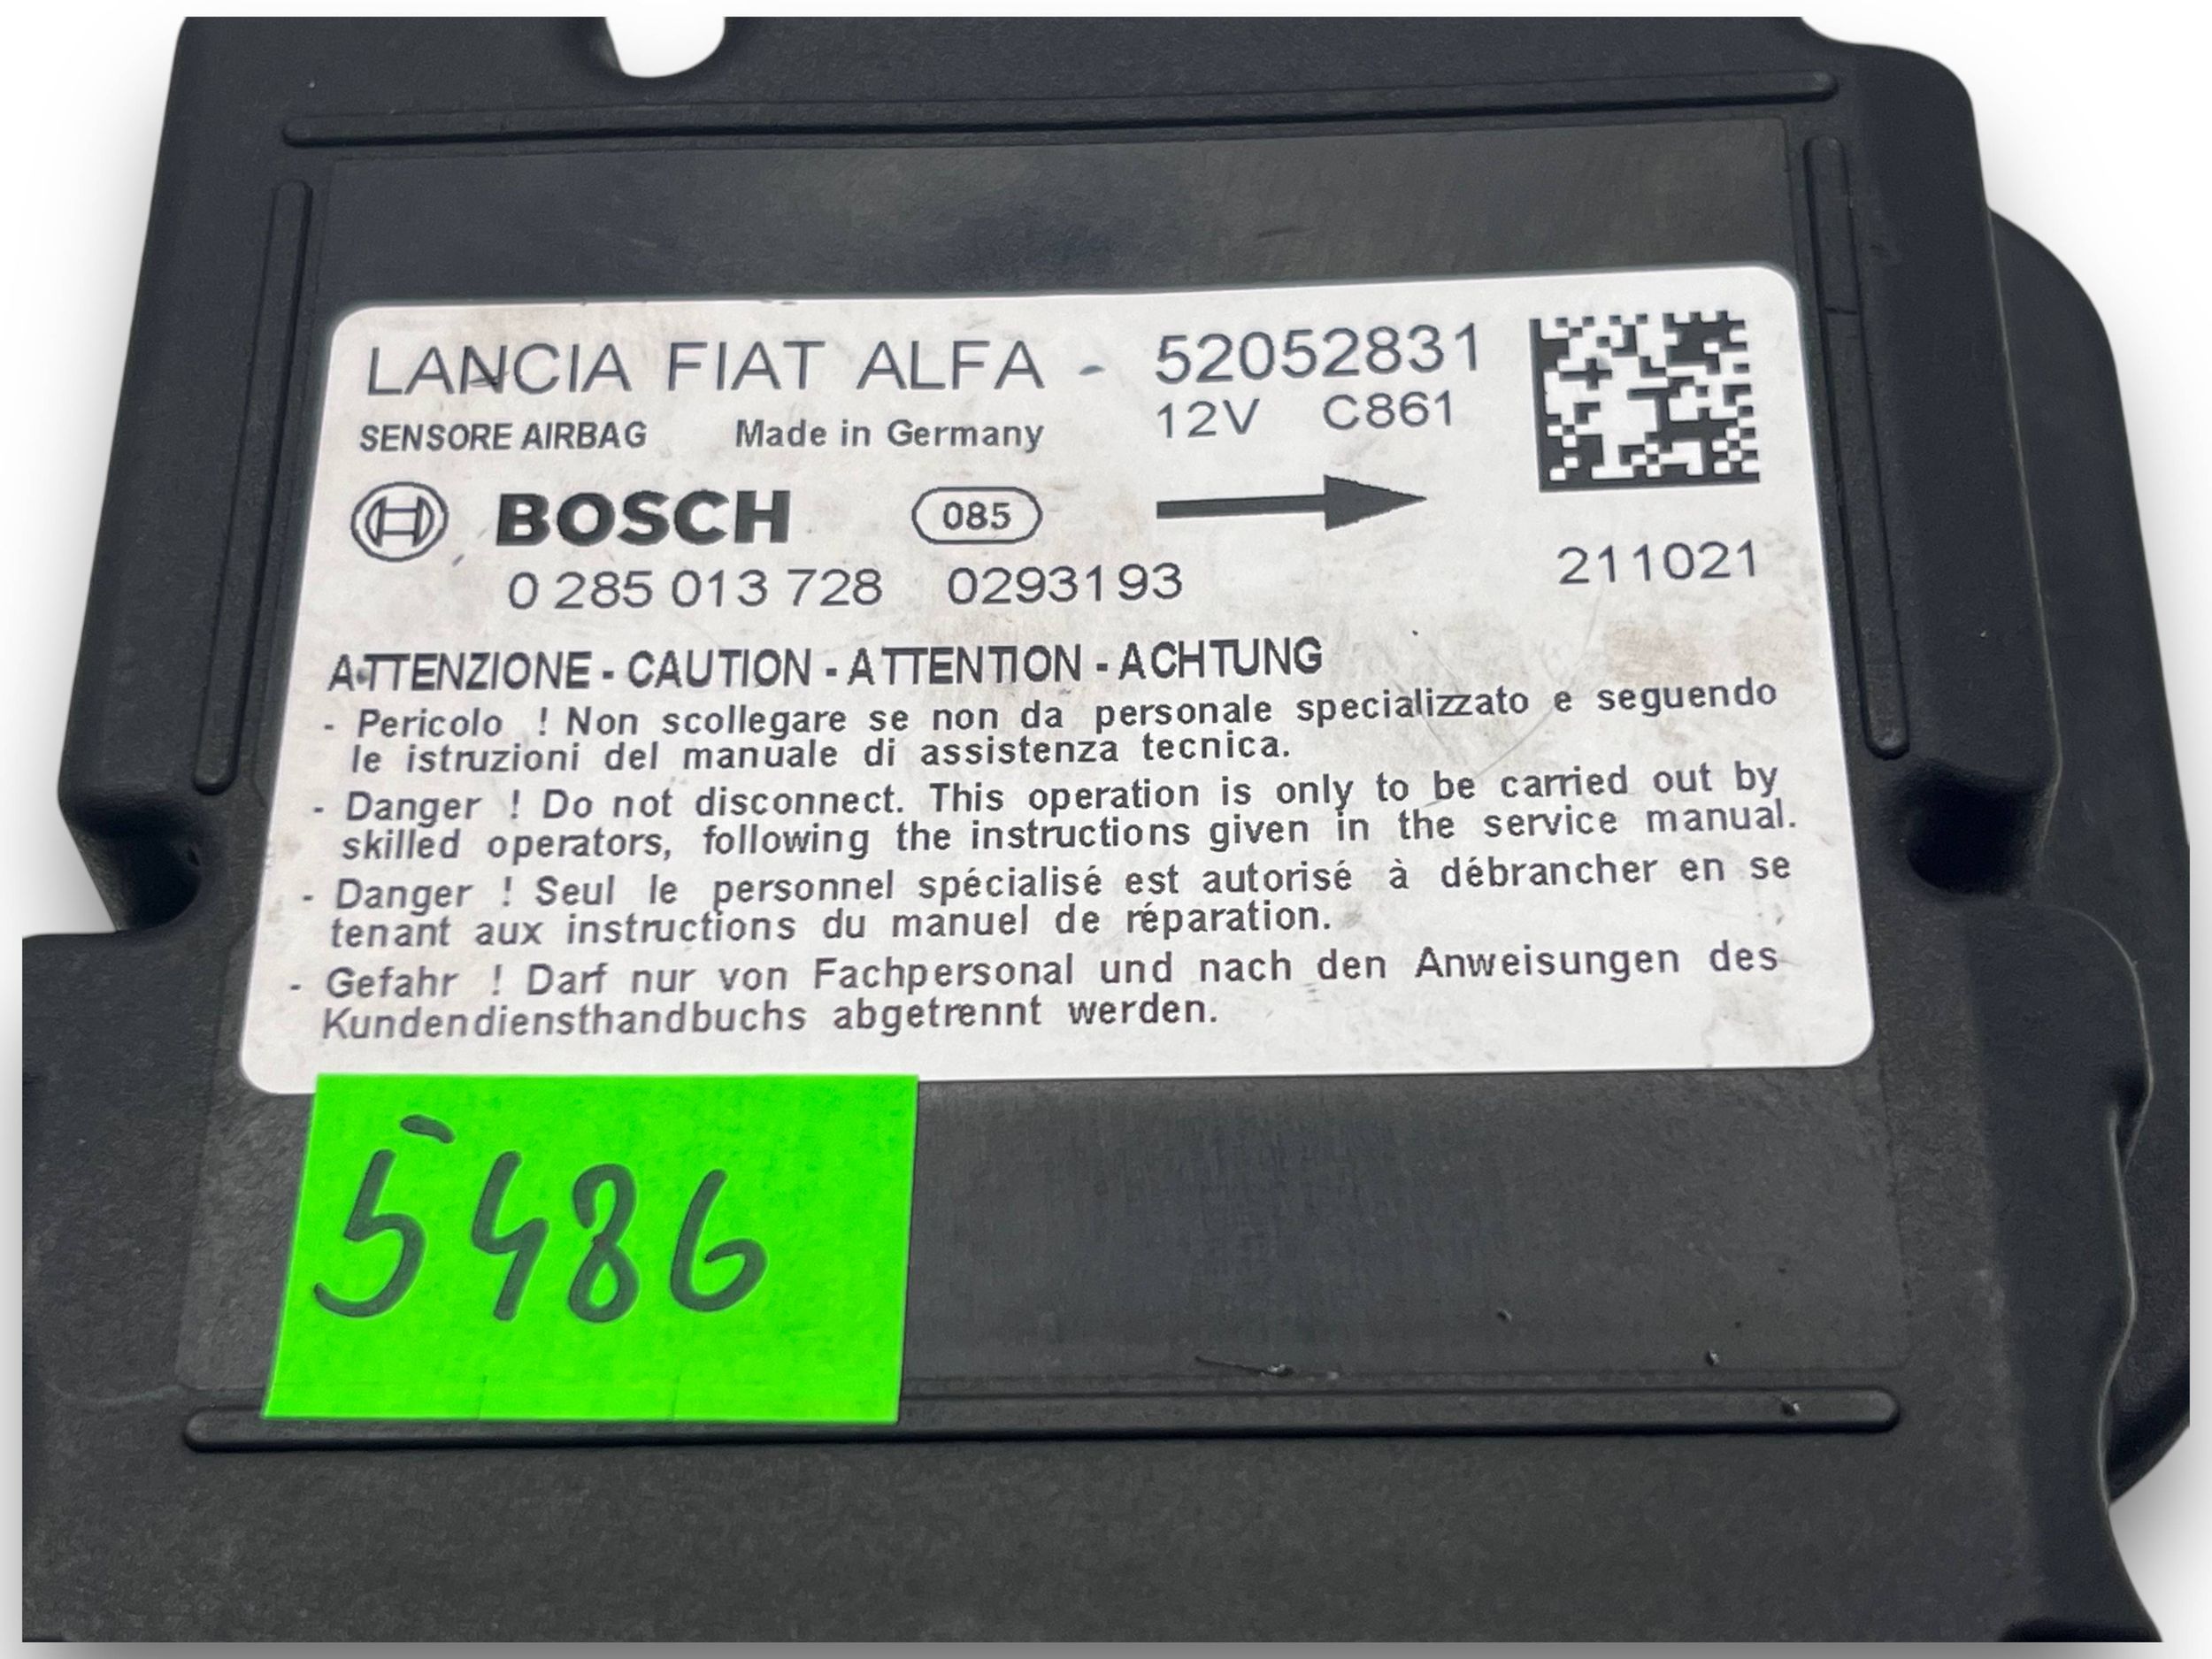 LANCIA FIAT ALFA - 52052831
SENSORE AIRBAG Made in Germany 12V C861
BOSCH 085
0 285 013 728 0293193 211021
ATTENZIONE - CAUTION - ATTENTION - ACHTUNG
- Pericolo ! Non scollegare se non da personale specializzato e seguendo
le istruzioni del manuale di assistenza tecnica.
- Danger ! Do not disconnect. This operation is only to be carried out by
skilled operators, following the instructions given in the service manual.
- Danger ! Seul le personnel spécialisé est autorisé à débrancher en se
tenant aux instructions du manuel de réparation.
- Gefahr ! Darf nur von Fachpersonal und nach den Anweisungen des
Kundendiensthandbuchs abgetrennt werden.
5486